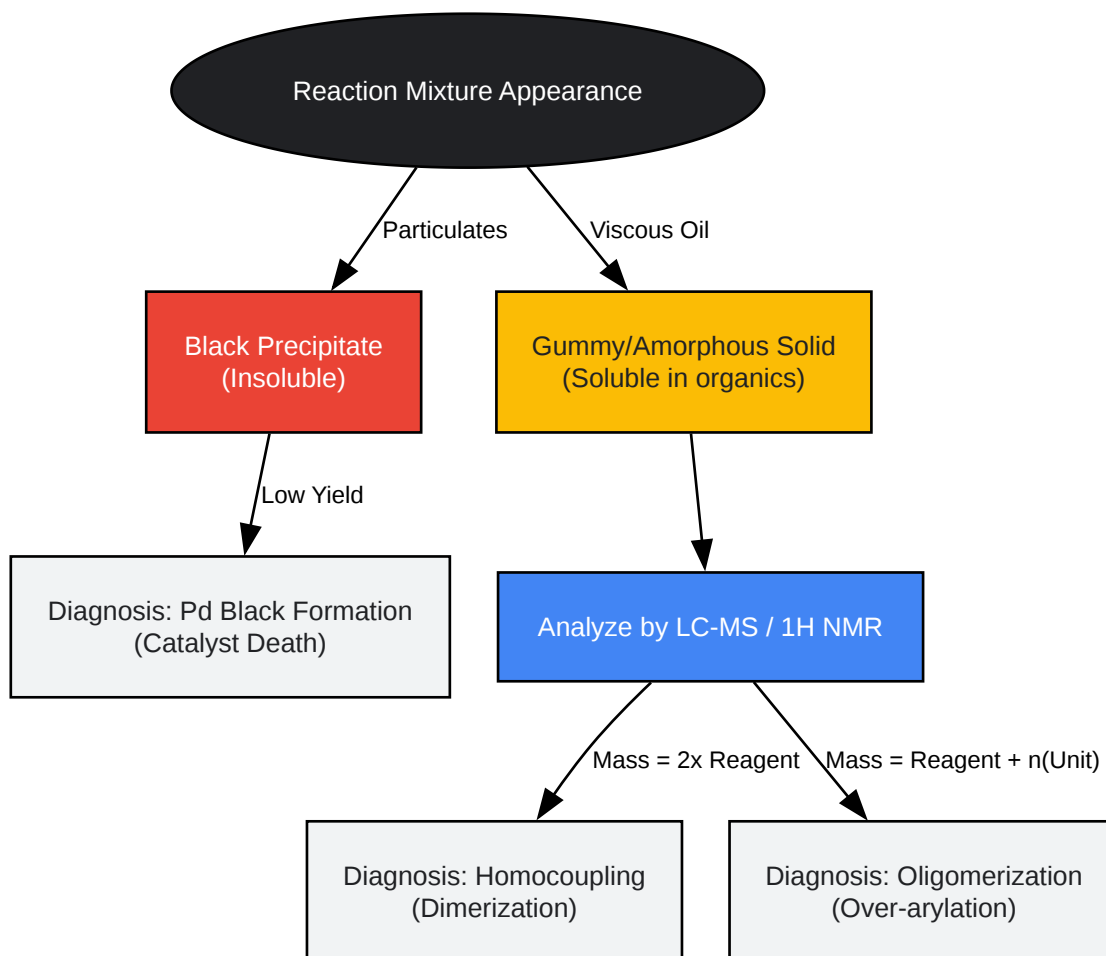 Reaction Mixture Appearance
Particulates
Viscous Oil
Black Precipitate
(Insoluble)
Gummy/Amorphous Solid
(Soluble in organics)
Low Yield
Diagnosis: Pd Black Formation
(Catalyst Death)
Analyze by LC-MS / 1H NMR
Mass = 2x Reagent
Mass = Reagent + n(Unit)
Diagnosis: Homocoupling
(Dimerization)
Diagnosis: Oligomerization
(Over-arylation)